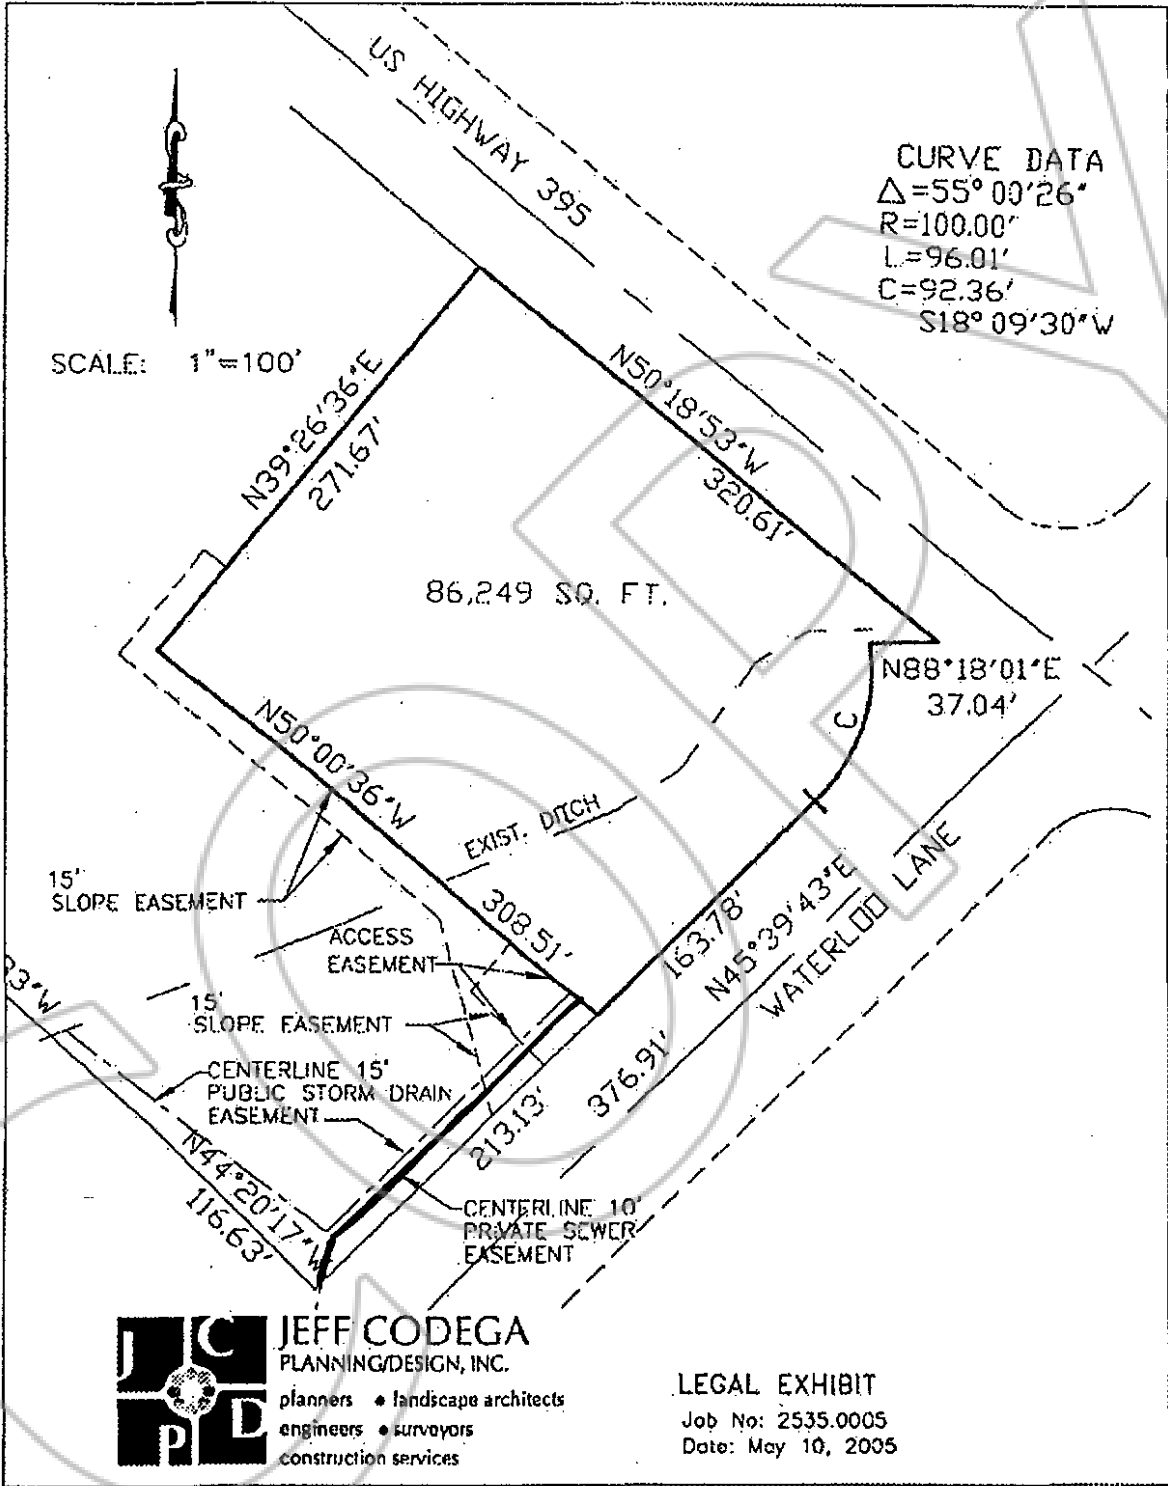 US HIGHWAY 395
CURVE DATA
Δ=55°00'26"
R=100.00'
L=96.01'
C=92.36'
S18°09'30"W
SCALE: 1"=100'
N39°26'36"E
271.67'
N50°18'53"W
320.61'
86,249 SQ. FT.
N88°18'01"E
37.04'
C
N50°00'36"W
308.51'
EXIST. DITCH
15'
SLOPE EASEMENT
ACCESS
EASEMENT
163.78'
N45°39'43"E
WATERLOO LANE
33"W
15'
SLOPE EASEMENT
376.91'
213.13'
CENTERLINE 15'
PUBLIC STORM DRAIN
EASEMENT
N44°20'17"W
116.63'
CENTERLINE 10'
PRIVATE SEWER
EASEMENT
J C P D
JEFF CODEGA
PLANNING/DESIGN, INC.
planners • landscape architects
engineers • surveyors
construction services
LEGAL EXHIBIT
Job No: 2535.0005
Date: May 10, 2005
COPY